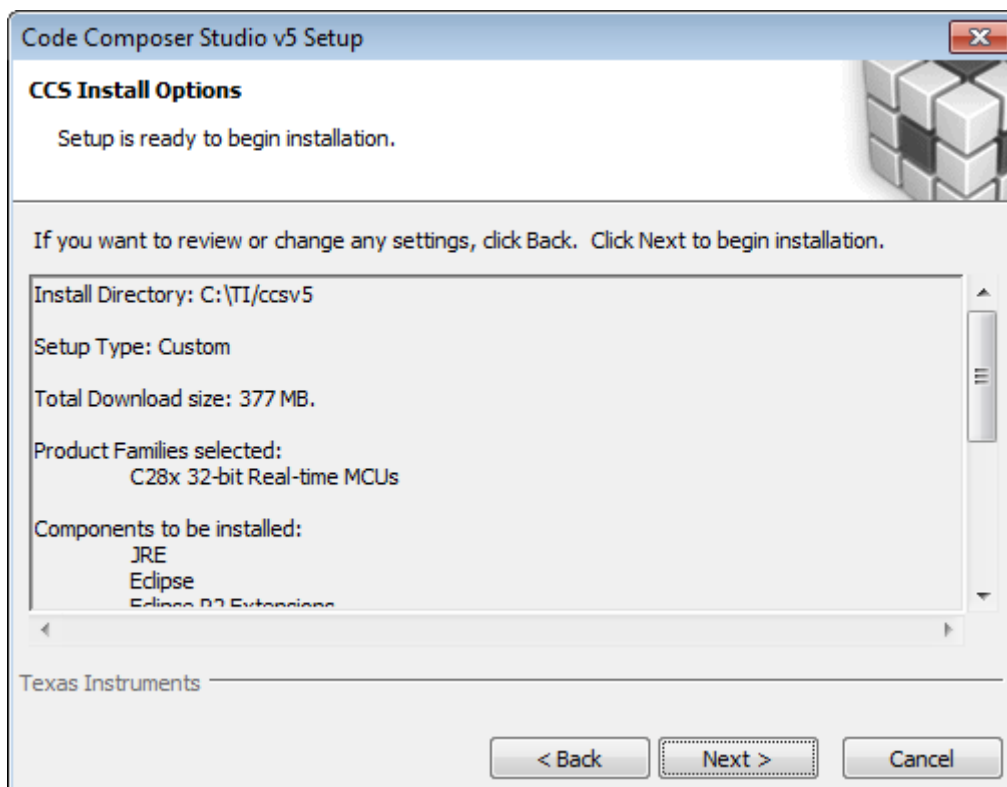 Code Composer Studio v5 Setup
CCS Install Options
Setup is ready to begin installation.
If you want to review or change any settings, click Back.  Click Next to begin installation.
Install Directory: C:\TI/ccsv5
Setup Type: Custom
Total Download size: 377 MB.
Product Families selected:
C28x 32-bit Real-time MCUs
Components to be installed:
JRE
Eclipse
Eclipse P2 Extensions
Texas Instruments
< Back
Next >
Cancel